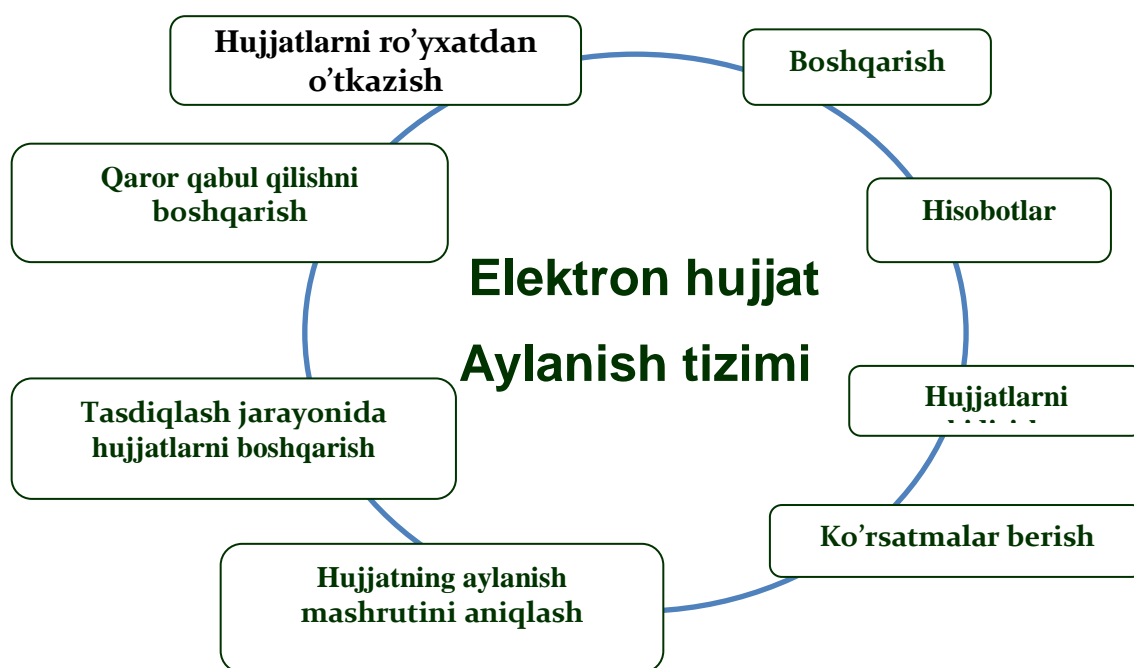 Hujjatlarni ro’yxatdan
o’tkazish
Boshqarish
Qaror qabul qilishni
boshqarish
Hisobotlar
Elektron hujjat
Aylanish tizimi
Tasdiqlash jarayonida
hujjatlarni boshqarish
Hujjatlarni
Ko’rsatmalar berish
Hujjatning aylanish
mashrutini aniqlash